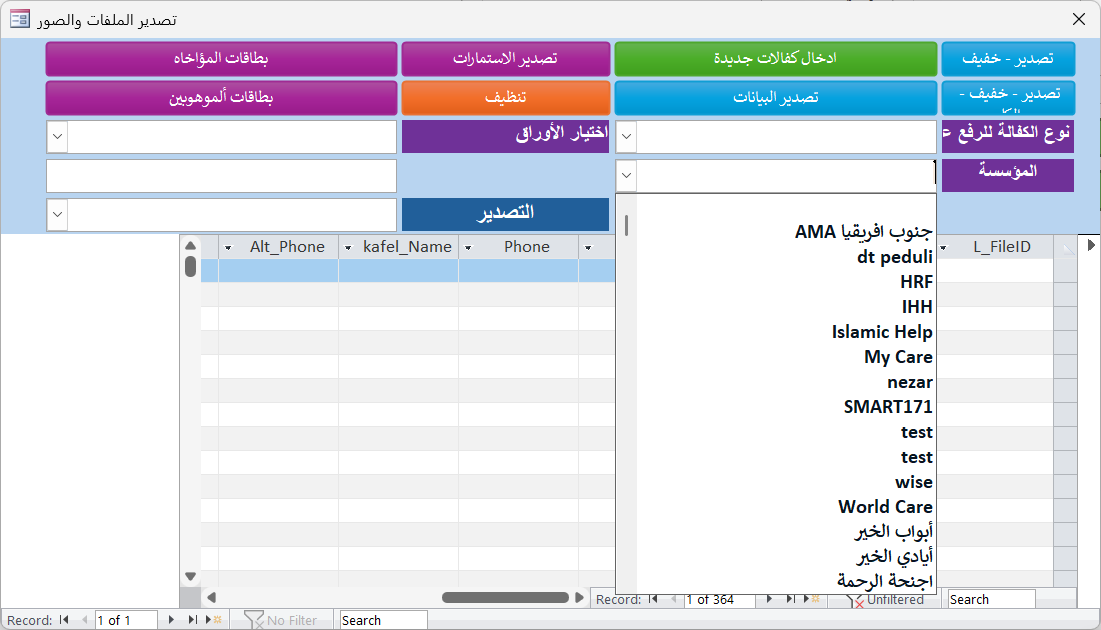 تصدير الملفات والصور
تصدير - خفيف
ادخال كفالات جديدة
تصدير الاستمارات
بطاقات المؤاخاه
تصدير - خفيف -
تصدير البيانات
تنظيف
بطاقات ألموهوبين
نوع الكفالة للرفع
اختيار الأوراق
المؤسسة
التصدير
جنوب افريقيا AMA
dt peduli
HRF
IHH
Islamic Help
My Care
nezar
SMART171
test
test
wise
World Care
أبواب الخير
أيادي الخير
اجنحة الرحمة
L_FileID
Phone
kafel_Name
Alt_Phone
Record: 1 of 364 Unfiltered Search
Record: 1 of 1 No Filter Search